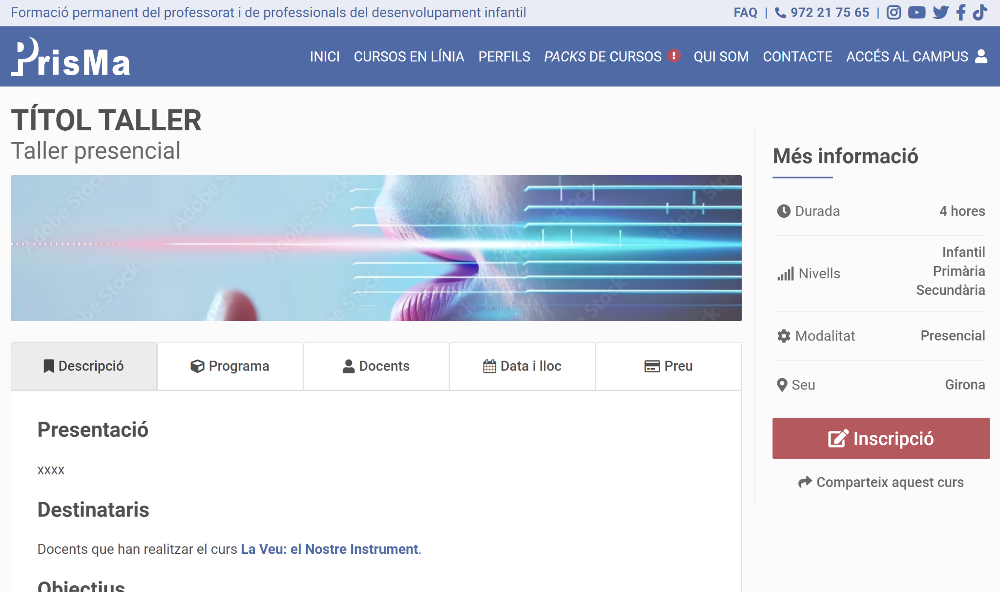 Formació permanent del professorat i de professionals del desenvolupament infantil
FAQ | 972 21 75 65 |
PrisMa
INICI CURSOS EN LÍNIA PERFILS PACKS DE CURSOS QUI SOM CONTACTE ACCÉS AL CAMPUS
TÍTOL TALLER
Taller presencial
Adobe Stock
Descripció
Programa
Docents
Data i lloc
Preu
Presentació
xxxx
Destinataris
Docents que han realitzar el curs La Veu: el Nostre Instrument.
Objectius
Més informació
Durada 4 hores
Nivells Infantil
Primària
Secundària
Modalitat Presencial
Seu Girona
Inscripció
Comparteix aquest curs